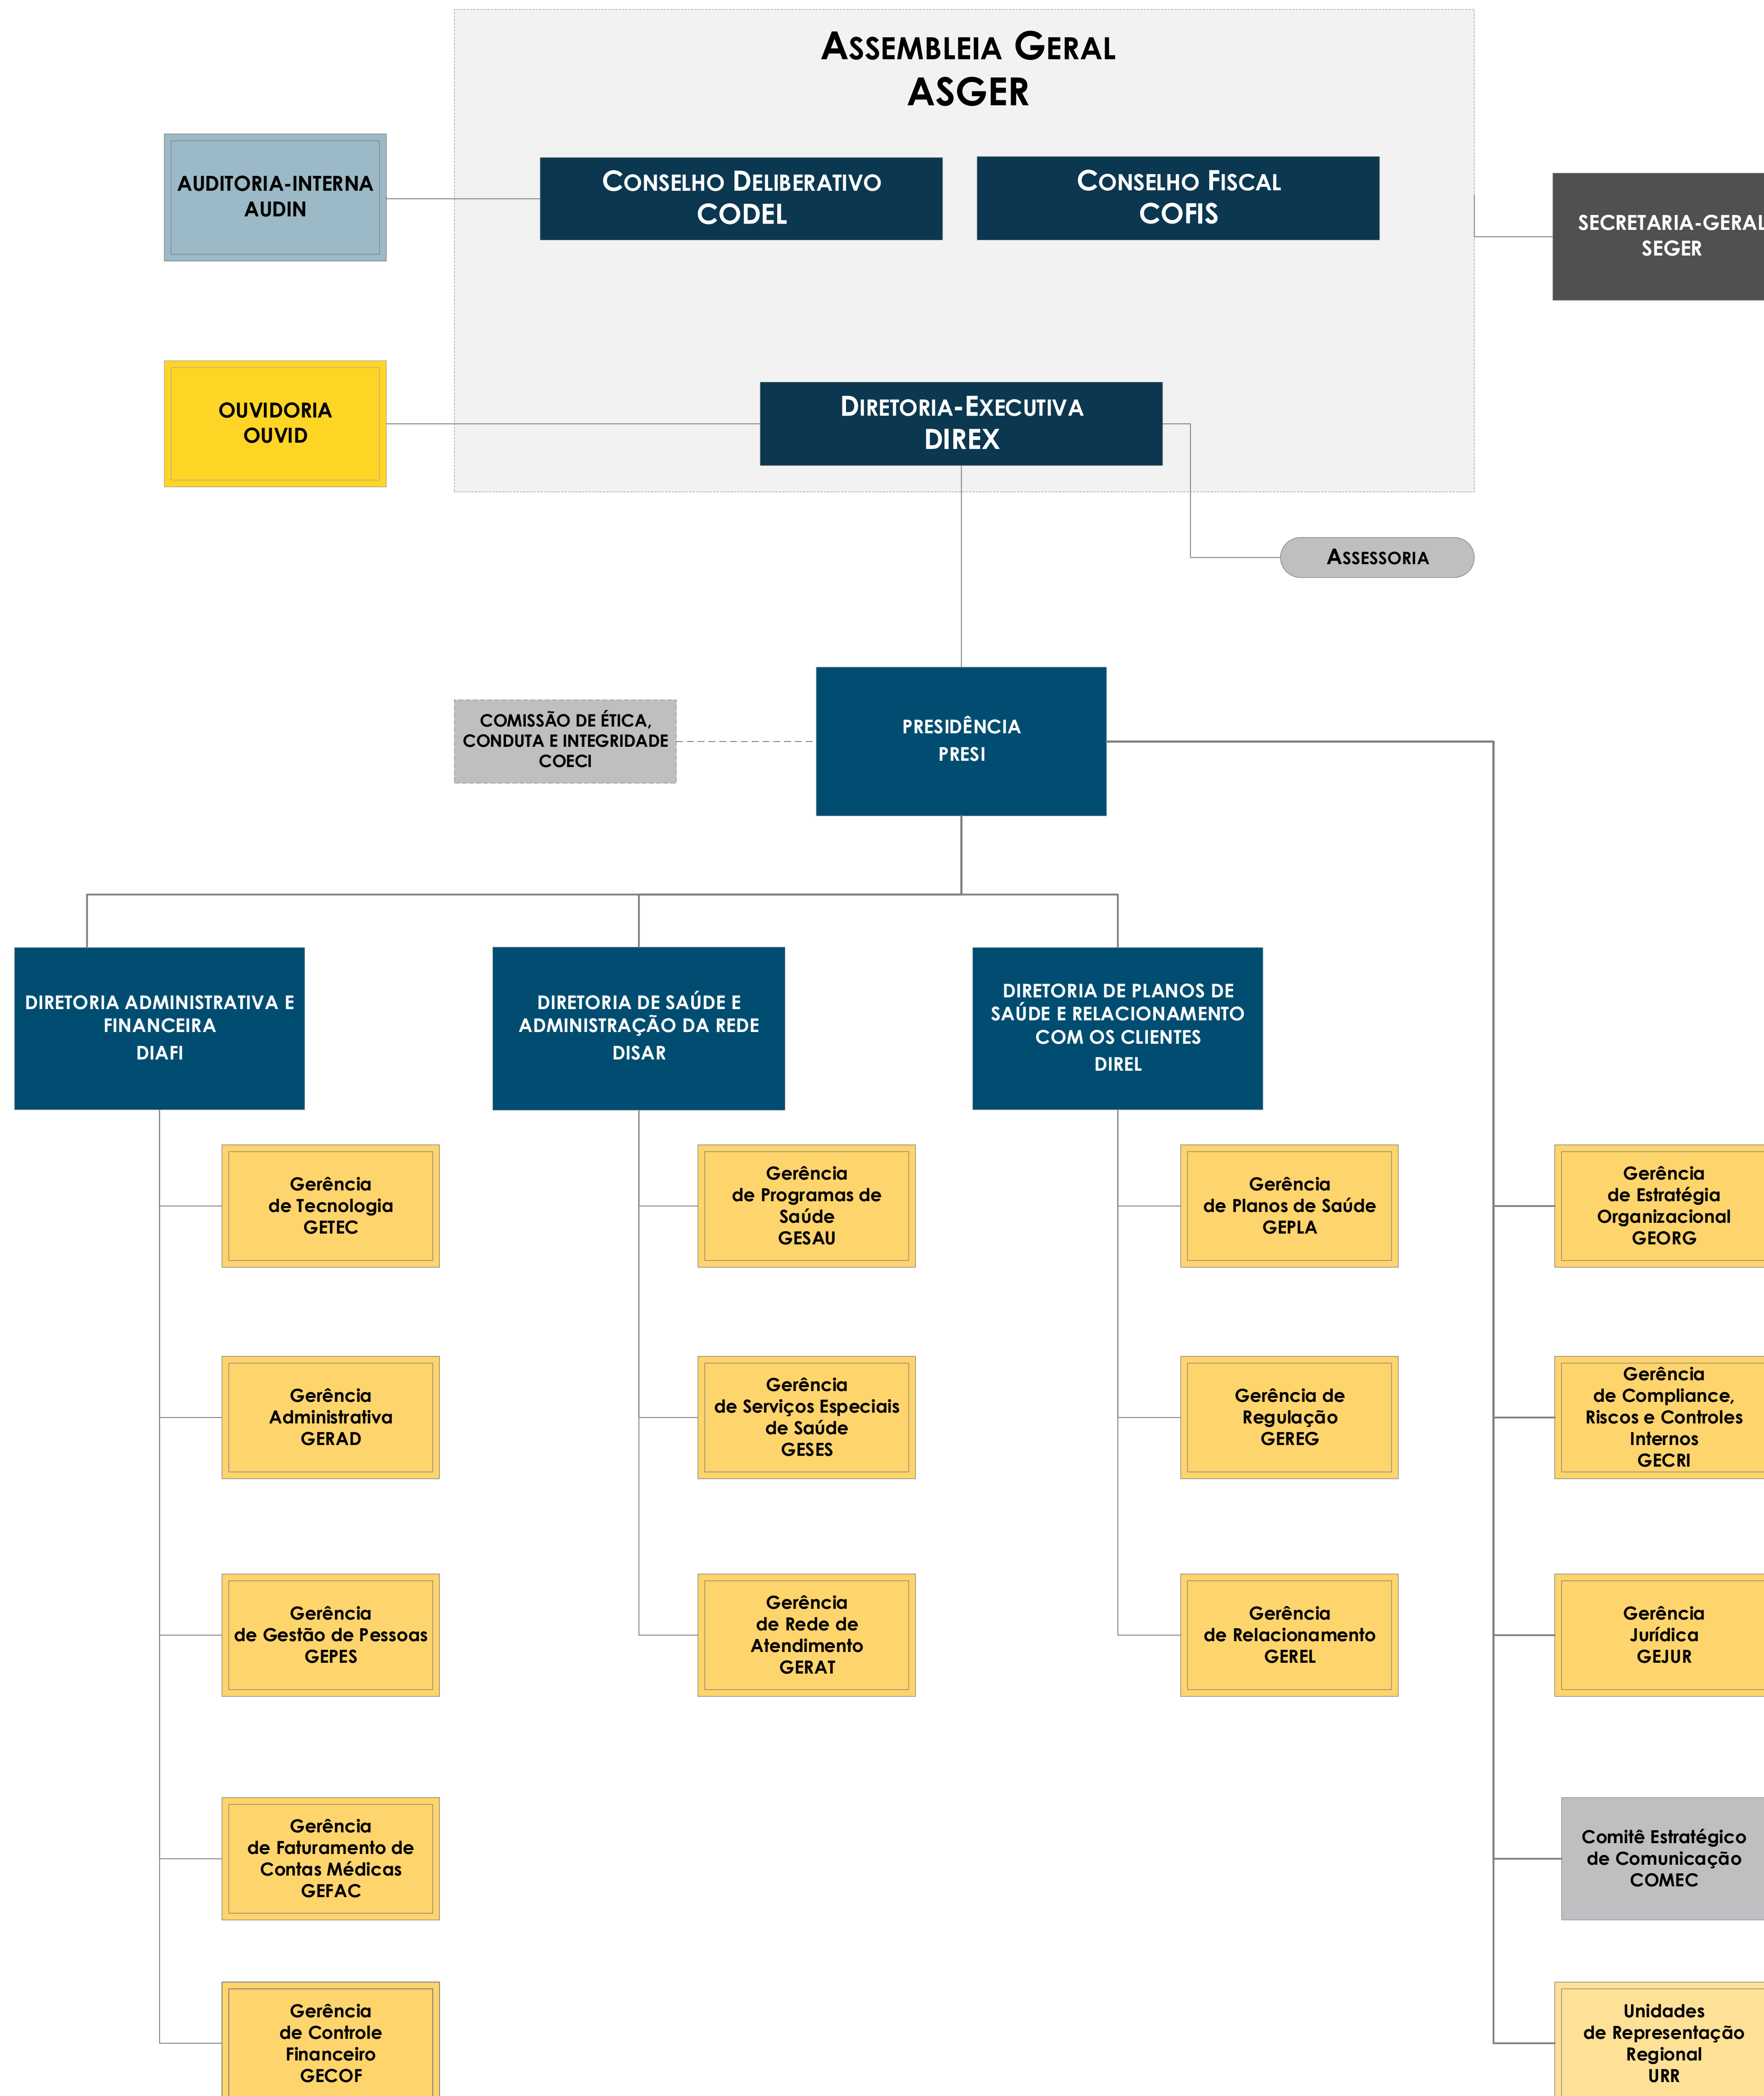 ASSEMBLEIA GERAL
ASGER
AUDITORIA-INTERNA
AUDIN
CONSELHO DELIBERATIVO
CODEL
CONSELHO FISCAL
COFIS
SECRETARIA-GERAL
SEGER
OUVIDORIA
OUVID
DIRETORIA-EXECUTIVA
DIREX
ASSESSORIA
COMISSÃO DE ÉTICA,
CONDUTA E INTEGRIDADE
COECI
PRESIDÊNCIA
PRESI
DIRETORIA ADMINISTRATIVA E
FINANCEIRA
DIAFI
DIRETORIA DE SAÚDE E
ADMINISTRAÇÃO DA REDE
DISAR
DIRETORIA DE PLANOS DE
SAÚDE E RELACIONAMENTO
COM OS CLIENTES
DIREL
Gerência
de Tecnologia
GETEC
Gerência
de Programas de
Saúde
GESAU
Gerência
de Planos de Saúde
GEPLA
Gerência
de Estratégia
Organizacional
GEORG
Gerência
Administrativa
GERAD
Gerência
de Serviços Especiais
de Saúde
GESES
Gerência de
Regulação
GEREG
Gerência
de Compliance,
Riscos e Controles
Internos
GECRI
Gerência
de Gestão de Pessoas
GEPES
Gerência
de Rede de
Atendimento
GERAT
Gerência
de Relacionamento
GEREL
Gerência
Jurídica
GEJUR
Gerência
de Faturamento de
Contas Médicas
GEFAC
Comitê Estratégico
de Comunicação
COMEC
Gerência
de Controle
Financeiro
GECOF
Unidades
de Representação
Regional
URR